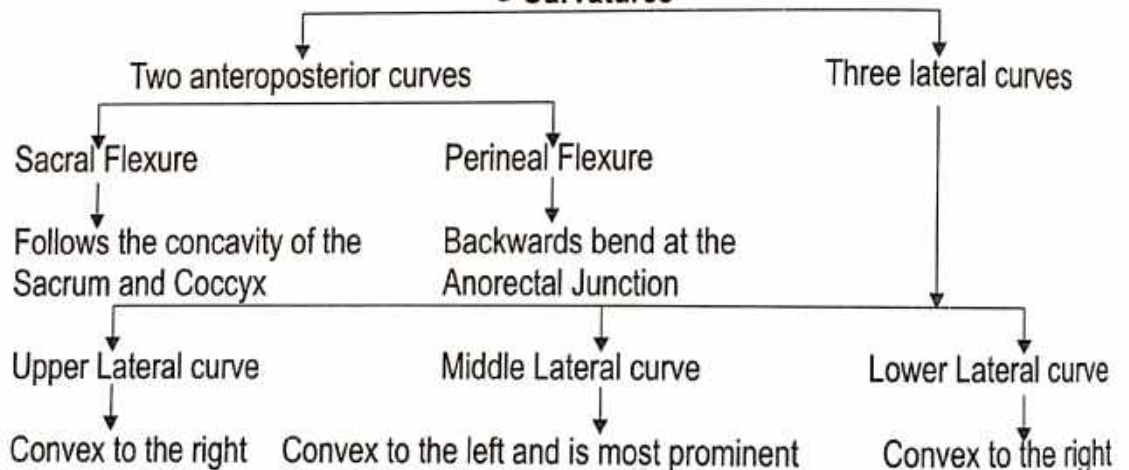 Curvatures
Two anteroposterior curves
Three lateral curves
Sacral Flexure
Perineal Flexure
Follows the concavity of the
Sacrum and Coccyx
Backwards bend at the
Anorectal Junction
Upper Lateral curve
Middle Lateral curve
Lower Lateral curve
Convex to the right
Convex to the left and is most prominent
Convex to the right